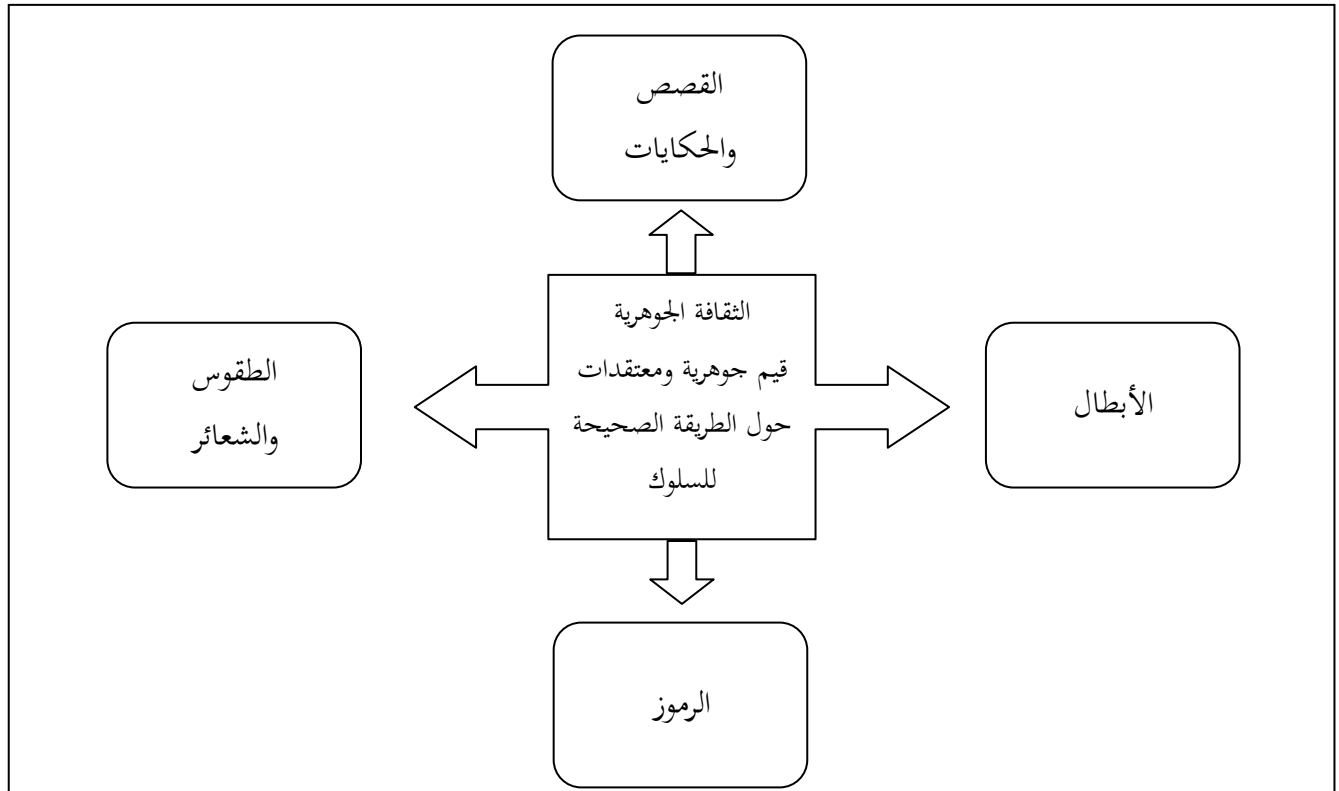 القصص
والحكايات
الثقافة الجوهرية
قيم جوهرية ومعتقدات
حول الطريقة الصحيحة
للسلوك
الأبطال
الطقوس
والشعائر
الرموز